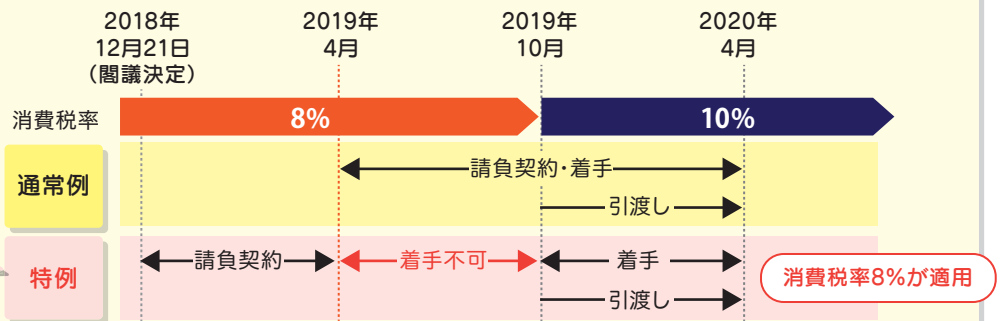 2018年
12月21日
（閣議決定）
2019年
4月
2019年
10月
2020年
4月
消費税率
8%
10%
通常例
請負契約・着手
引渡し
特例
請負契約
着手不可
着手
引渡し
消費税率8%が適用